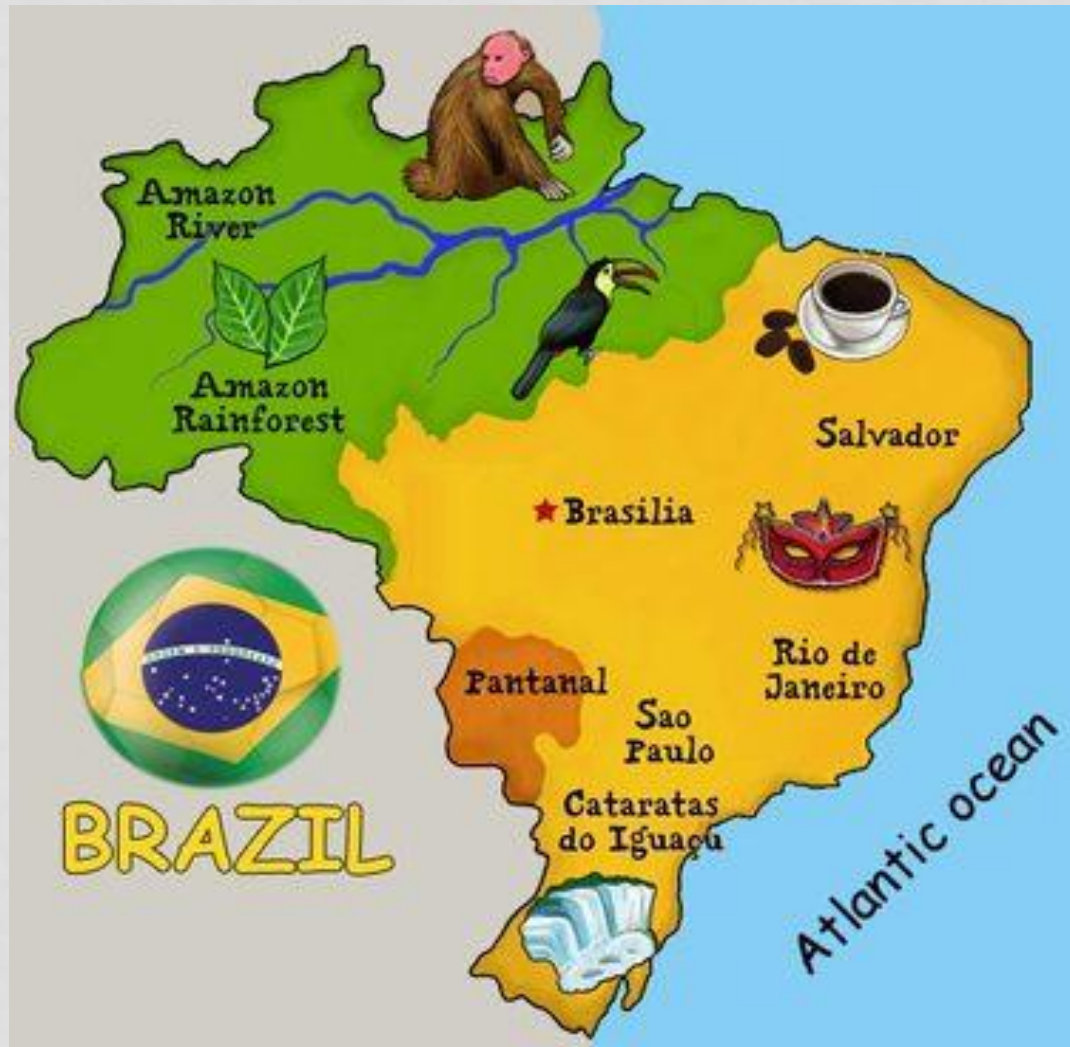 Amazon
River
Amazon
Rainforest
Salvador
Brasilia
Rio de
Janeiro
Pantanal
Sao
Paulo
Cataratas
do Iguaçu
BRAZIL
Atlantic ocean